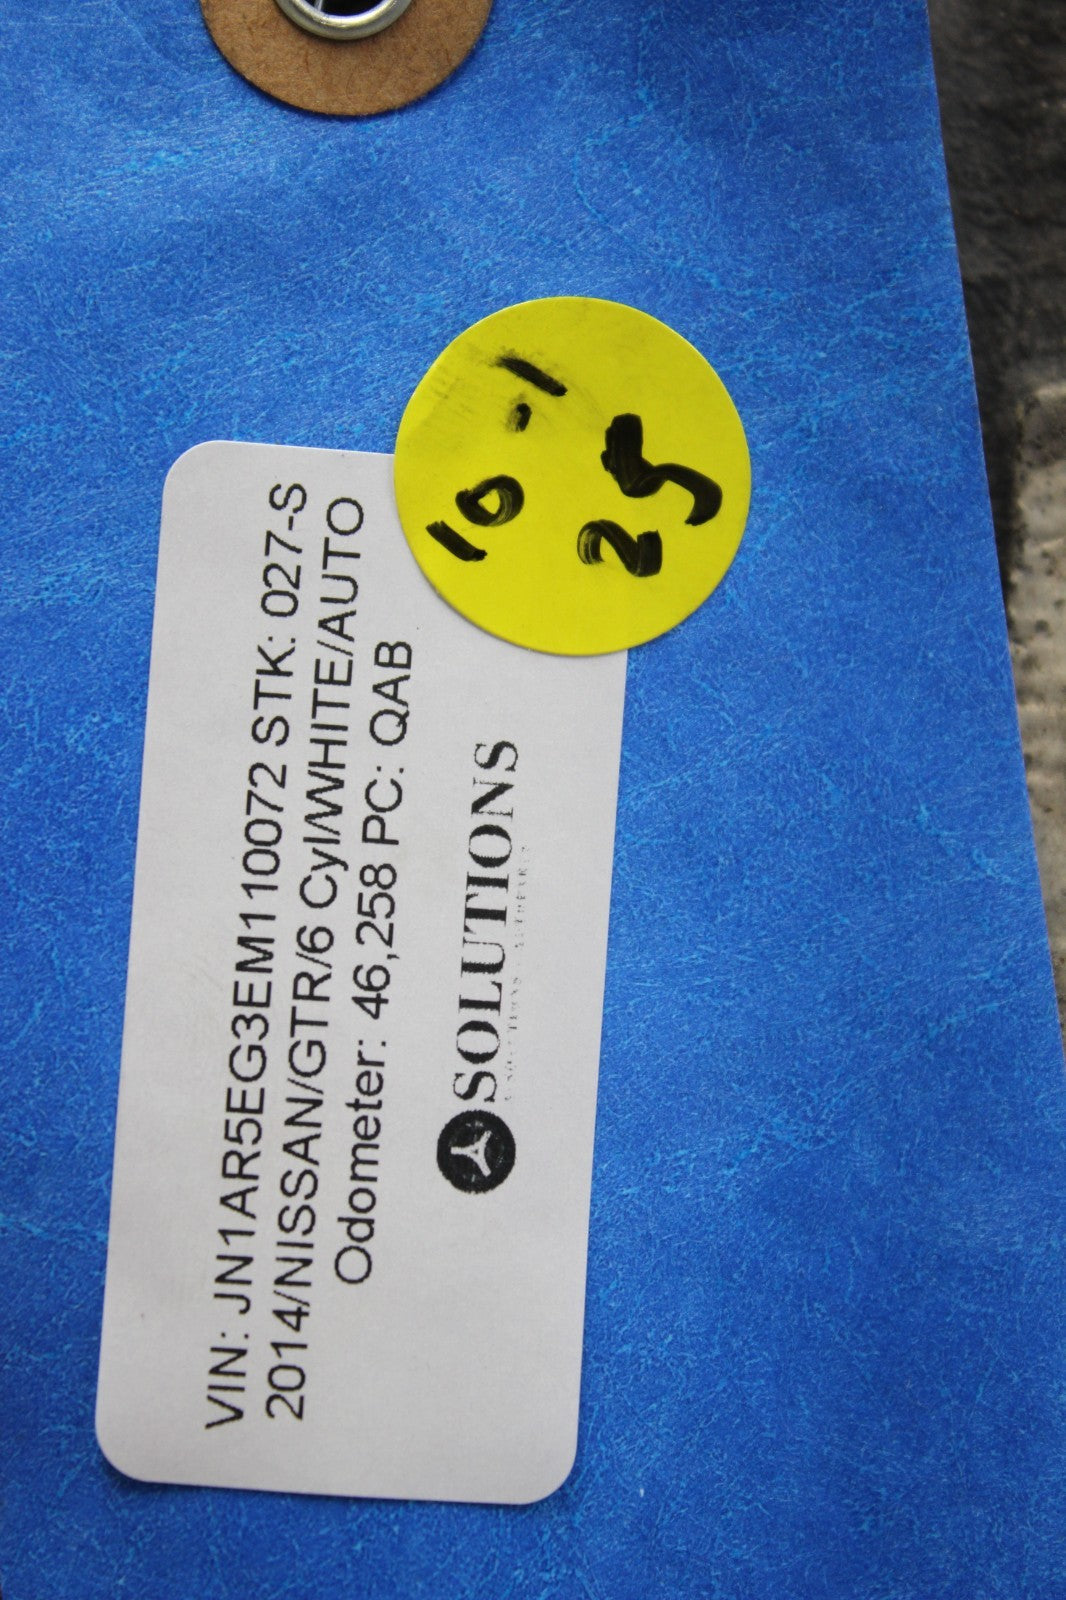 VIN: JN1AR5EG3EM110072 STK: 027-S
2014/NISSAN/GTR/6 Cyl/WHITE/AUTO
Odometer: 46,258 PC: QAB
SOLUTIONS
10-1
25